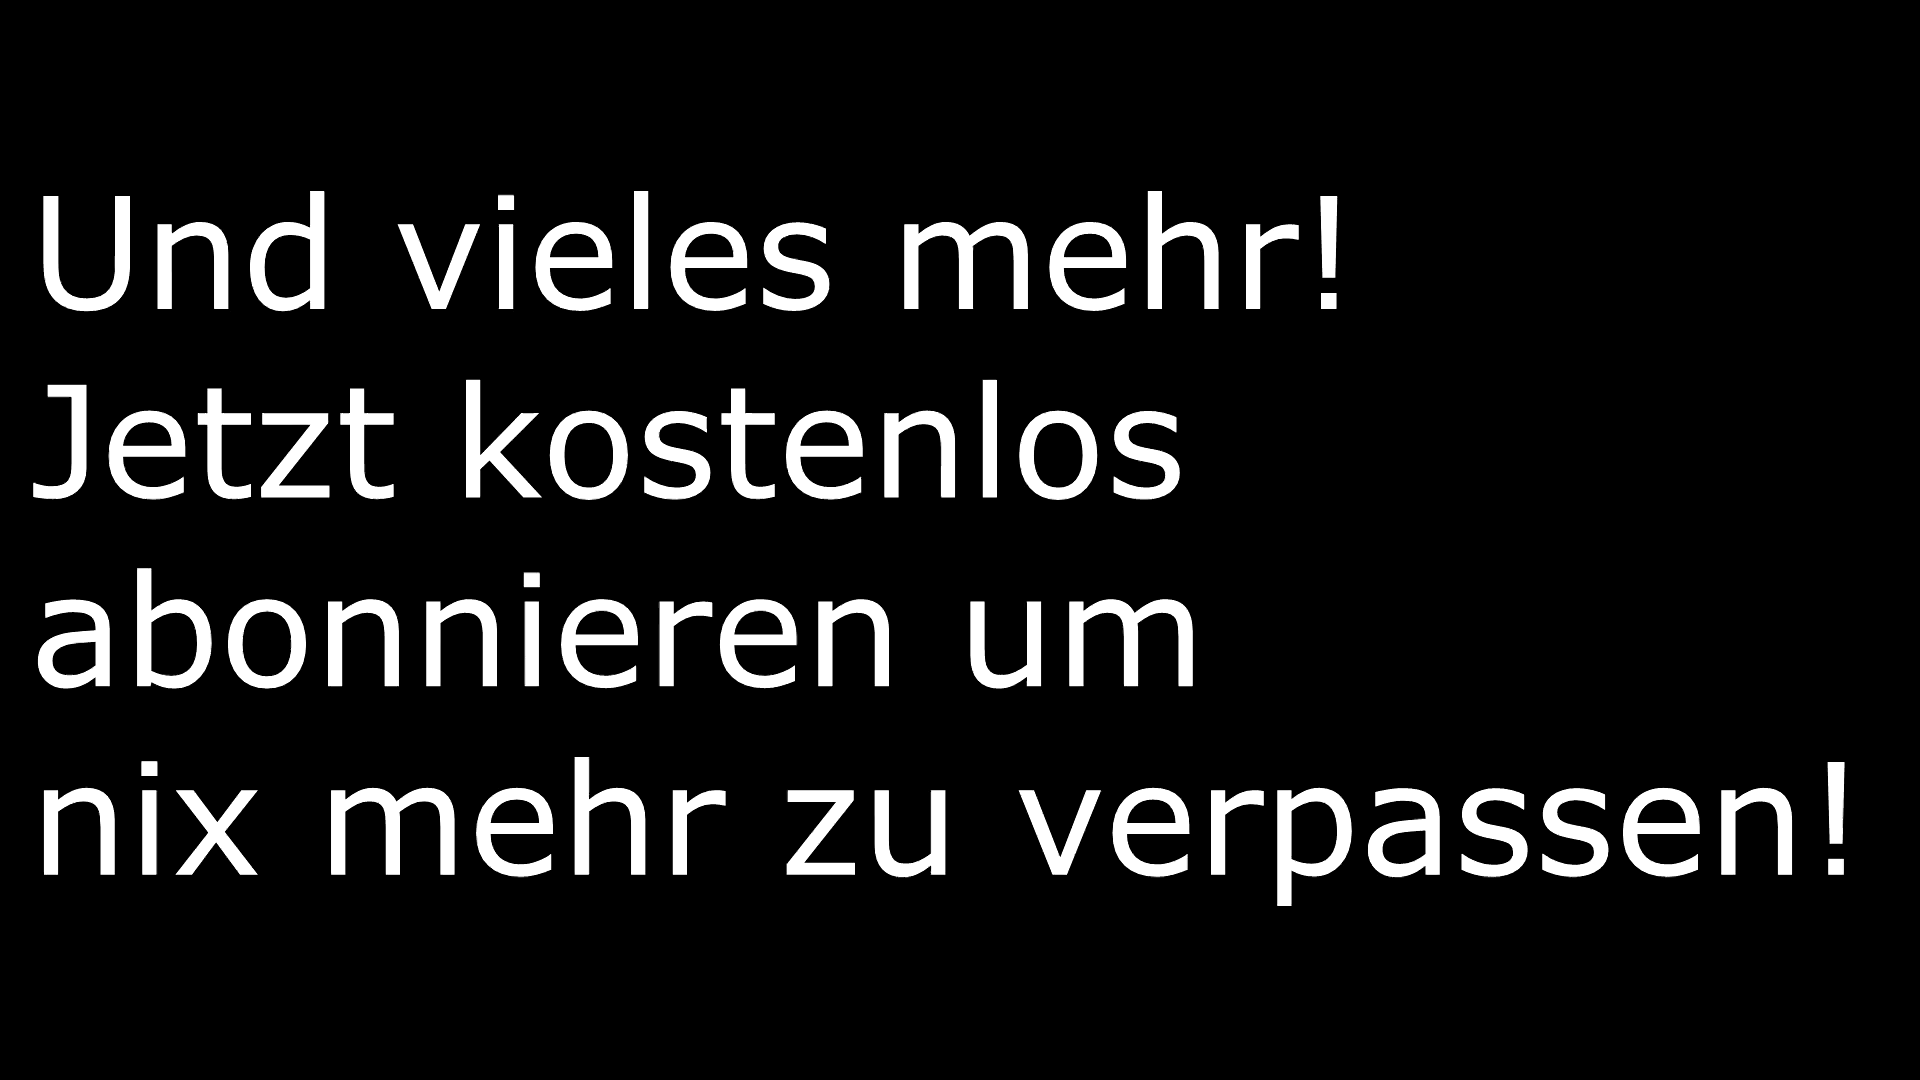 Und vieles mehr!
Jetzt kostenlos
abonnieren um
nix mehr zu verpassen!